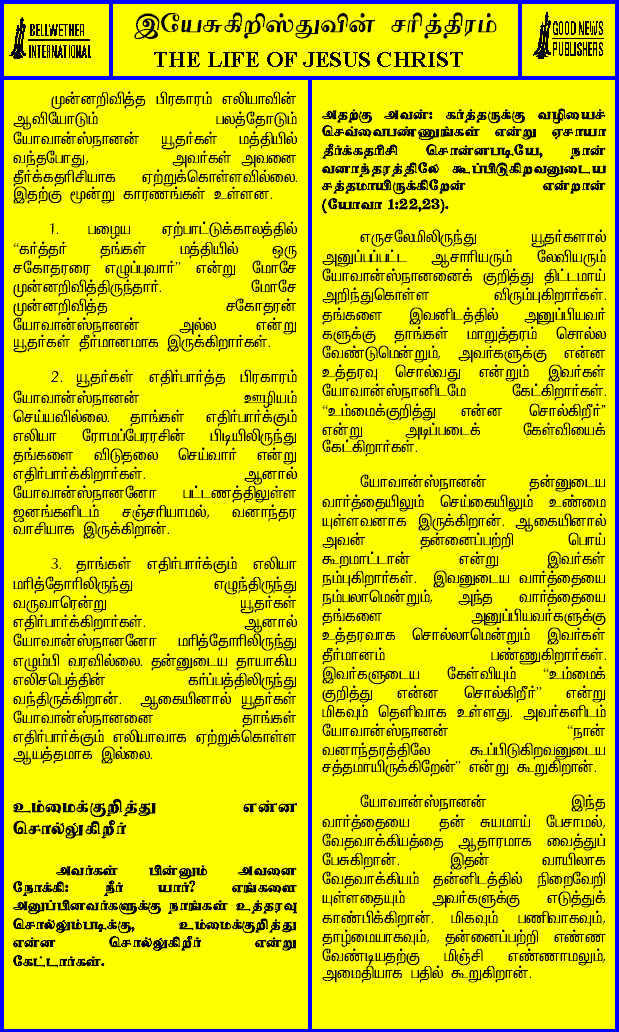 BELLWETHER
INTERNATIONAL
இயேசுகிறிஸ்துவின் சரித்திரம்
THE LIFE OF JESUS CHRIST
GOOD NEWS
PUBLISHERS
முன்னறிவித்த பிரகாரம் எலியாவின்
ஆவியோடும் பலத்தோடும்
யோவான்ஸ்நானன் யூதர்கள் மத்தியில்
வந்தபோது, அவர்கள் அவனை
தீர்க்கதரிசியாக ஏற்றுக்கொள்ளவில்லை.
இதற்கு மூன்று காரணங்கள் உள்ளன.
1. பழைய ஏற்பாட்டுக்காலத்தில்
“கர்த்தர் தங்கள் மத்தியில் ஒரு
சகோதரரை எழுப்புவார்” என்று மோசே
முன்னறிவித்திருந்தார். மோசே
முன்னறிவித்த சகோதரன்
யோவான்ஸ்நானன் அல்ல என்று
யூதர்கள் தீர்மானமாக இருக்கிறார்கள்.
2. யூதர்கள் எதிர்பார்த்த பிரகாரம்
யோவான்ஸ்நானன் ஊழியம்
செய்யவில்லை. தாங்கள் எதிர்பார்க்கும்
எலியா ரோமப்பேரரசின் பிடியிலிருந்து
தங்களை விடுதலை செய்வார் என்று
எதிர்பார்க்கிறார்கள். ஆனால்
யோவான்ஸ்நானனோ பட்டணத்திலுள்ள
ஜனங்களிடம் சஞ்சரியாமல், வனாந்தர
வாசியாக இருக்கிறான்.
3. தாங்கள் எதிர்பார்க்கும் எலியா
மரித்தோரிலிருந்து எழுந்திருந்து
வருவாரென்று யூதர்கள்
எதிர்பார்க்கிறார்கள். ஆனால்
யோவான்ஸ்நானனோ மரித்தோரிலிருந்து
எழும்பி வரவில்லை. தன்னுடைய தாயாகிய
எலிசபெத்தின் கர்ப்பத்திலிருந்து
வந்திருக்கிறான். ஆகையினால் யூதர்கள்
யோவான்ஸ்நானனை தாங்கள்
எதிர்பார்க்கும் எலியாவாக ஏற்றுக்கொள்ள
ஆயத்தமாக இல்லை.
உம்மைக்குறித்து என்ன
சொல்லுகிறீர்
அவர்கள் பின்னும் அவனை
நோக்கி: நீர் யார்? எங்களை
அனுப்பினவர்களுக்கு நாங்கள் உத்தரவு
சொல்லும்படிக்கு, உம்மைக்குறித்து
என்ன சொல்லுகிறீர் என்று
கேட்டார்கள்.
அதற்கு அவன்: கர்த்தருக்கு வழியைச்
செவ்வைபண்ணுங்கள் என்று ஏசாயா
தீர்க்கதரிசி சொன்னபடியே, நான்
வனாந்தரத்திலே கூப்பிடுகிறவனுடைய
சத்தமாயிருக்கிறேன் என்றான்
(யோவா 1:22,23).
எருசலேமிலிருந்து யூதர்களால்
அனுப்பப்பட்ட ஆசாரியரும் லேவியரும்
யோவான்ஸ்நானனைக் குறித்து திட்டமாய்
அறிந்துகொள்ள விரும்புகிறார்கள்.
தங்களை இவனிடத்தில் அனுப்பியவர்
களுக்கு தாங்கள் மாறுத்தரம் சொல்ல
வேண்டுமென்றும், அவர்களுக்கு என்ன
உத்தரவு சொல்வது என்றும் இவர்கள்
யோவான்ஸ்நானனிடமே கேட்கிறார்கள்.
“உம்மைக்குறித்து என்ன சொல்கிறீர்”
என்று அடிப்படைக் கேள்வியைக்
கேட்கிறார்கள்.
யோவான்ஸ்நானன் தன்னுடைய
வார்த்தையிலும் செய்கையிலும் உண்மை
யுள்ளவனாக இருக்கிறான். ஆகையினால்
அவன் தன்னைப்பற்றி பொய்
கூறமாட்டான் என்று இவர்கள்
நம்புகிறார்கள். இவனுடைய வார்த்தையை
நம்பலாமென்றும், அந்த வார்த்தையை
தங்களை அனுப்பியவர்களுக்கு
உத்தரவாக சொல்லாமென்றும் இவர்கள்
தீர்மானம் பண்ணுகிறார்கள்.
இவர்களுடைய கேள்வியும் “உம்மைக்
குறித்து என்ன சொல்கிறீர்” என்று
மிகவும் தெளிவாக உள்ளது. அவர்களிடம்
யோவான்ஸ்நானன் “நான்
வனாந்தரத்திலே கூப்பிடுகிறவனுடைய
சத்தமாயிருக்கிறேன்” என்று கூறுகிறான்.
யோவான்ஸ்நானன் இந்த
வார்த்தையை தன் சுயமாய் பேசாமல்,
வேதவாக்கியத்தை ஆதாரமாக வைத்துப்
பேசுகிறான். இதன் வாயிலாக
வேதவாக்கியம் தன்னிடத்தில் நிறைவேறி
யுள்ளதையும் அவர்களுக்கு எடுத்துக்
காண்பிக்கிறான். மிகவும் பணிவாகவும்,
தாழ்மையாகவும், தன்னைப்பற்றி எண்ண
வேண்டியதற்கு மிஞ்சி எண்ணாமலும்,
அமைதியாக பதில் கூறுகிறான்.